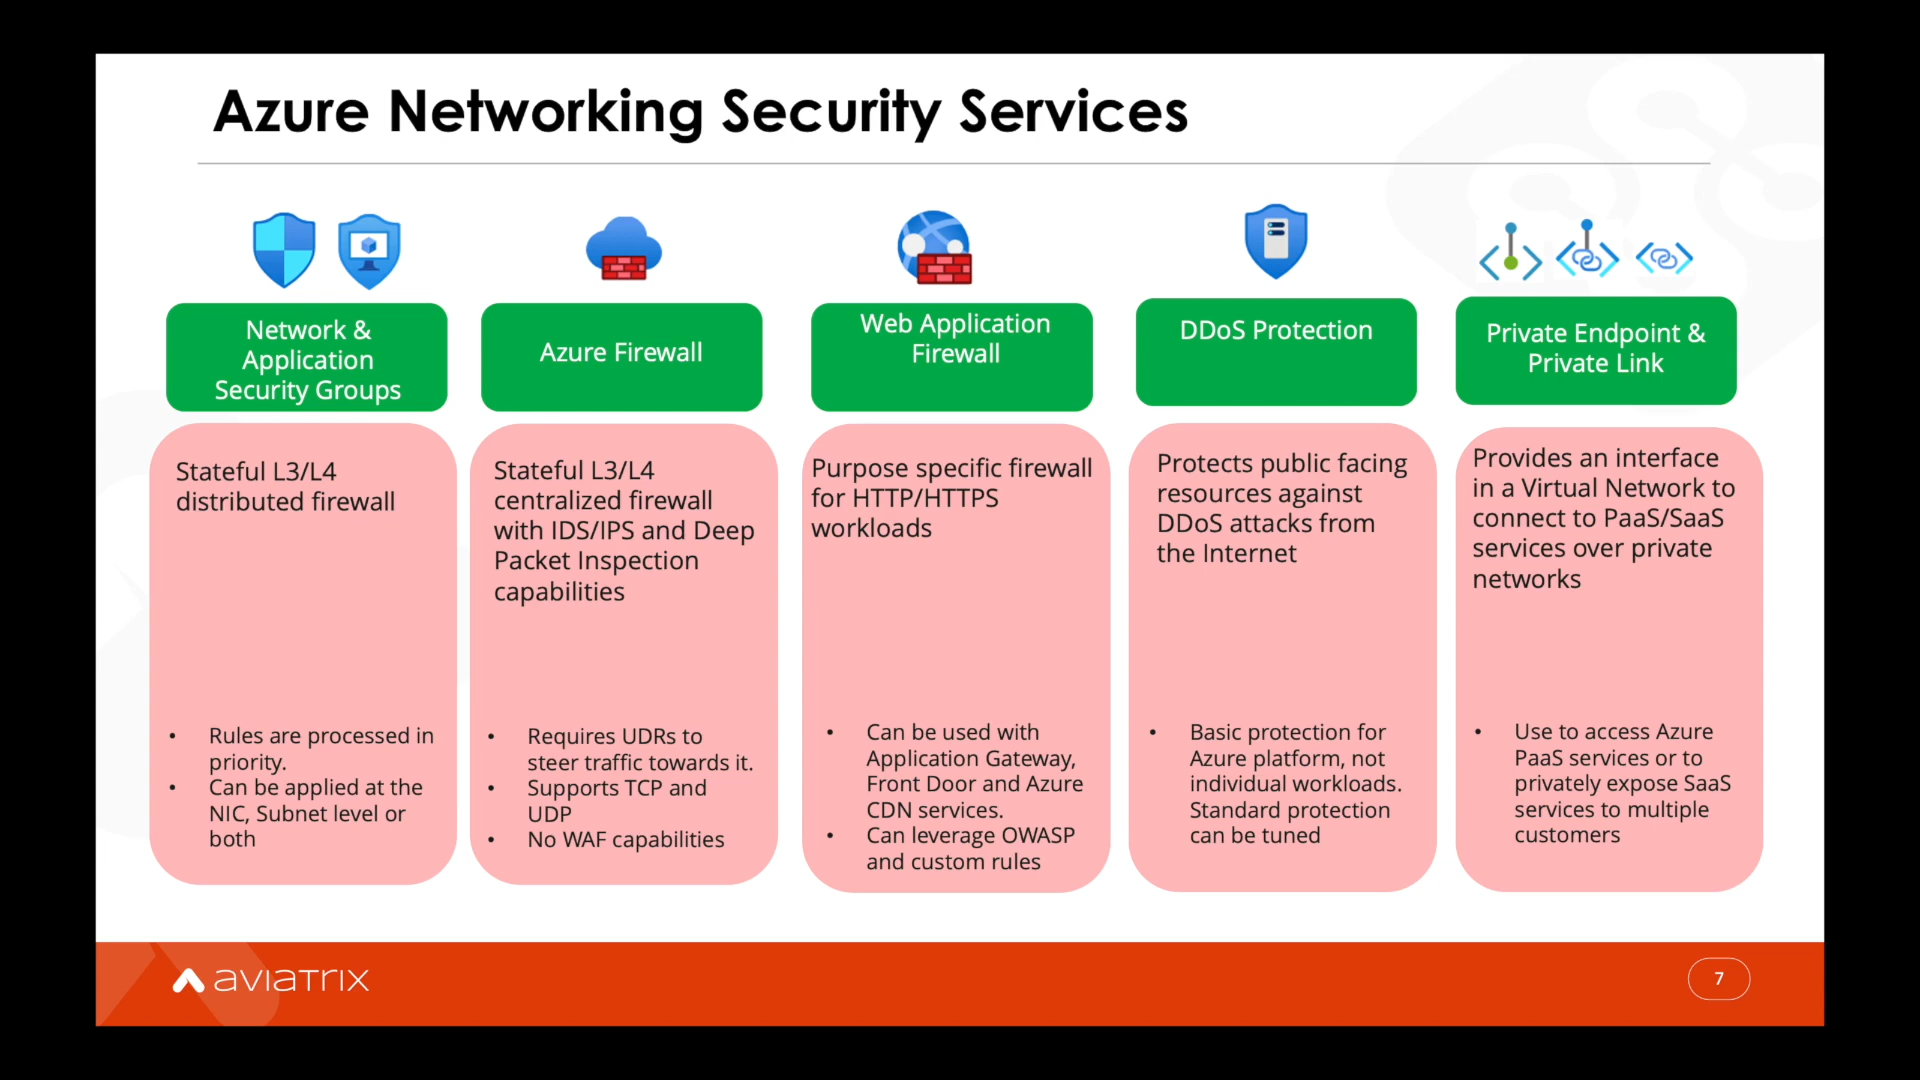 Azure Networking Security Services
Network &
Application
Security Groups
Stateful L3/L4
distributed firewall
• Rules are processed in
priority.
• Can be applied at the
NIC, Subnet level or
both
Azure Firewall
Stateful L3/L4
centralized firewall
with IDS/IPS and Deep
Packet Inspection
capabilities
• Requires UDRs to
steer traffic towards it.
• Supports TCP and
UDP
• No WAF capabilities
Web Application
Firewall
Purpose specific firewall
for HTTP/HTTPS
workloads
• Can be used with
Application Gateway,
Front Door and Azure
CDN services.
• Can leverage OWASP
and custom rules
DDoS Protection
Protects public facing
resources against
DDoS attacks from
the Internet
• Basic protection for
Azure platform, not
individual workloads.
Standard protection
can be tuned
Private Endpoint &
Private Link
Provides an interface
in a Virtual Network to
connect to PaaS/SaaS
services over private
networks
• Use to access Azure
PaaS services or to
privately expose SaaS
services to multiple
customers
aviatrix
7